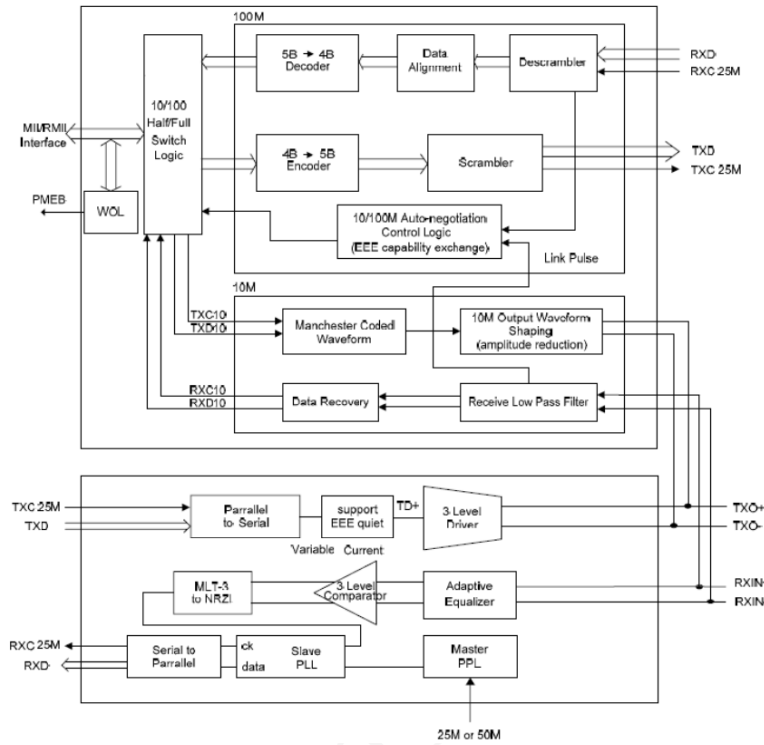 100M
5B → 4B
Decoder
Data
Alignment
Descrambler
RXD
RXC 25M
10/100
Half/Full
Switch
Logic
MII/RMII
Interface
4B → 5B
Encoder
Scrambler
TXD
TXC 25M
PMEB
WOL
10/100M Auto-negotiation
Control Logic
(EEE capability exchange)
Link Pulse
10M
TXC10
TXD10
Manchester Coded
Waveform
10M Output Waveform
Shaping
(amplitude reduction)
RXC10
RXD10
Data Recovery
Receive Low Pass Filter
TXC 25M
TXD
Parrallel
to Serial
support
EEE quiet
TD+
3-Level
Driver
TXO+
TXO-
Variable Current
MLT-3
to NRZI
3-Level
Comparator
Adaptive
Equalizer
RXIN
RXIN
RXC 25M
RXD
Serial to
Parrallel
ck
data
Slave
PLL
Master
PPL
25M or 50M